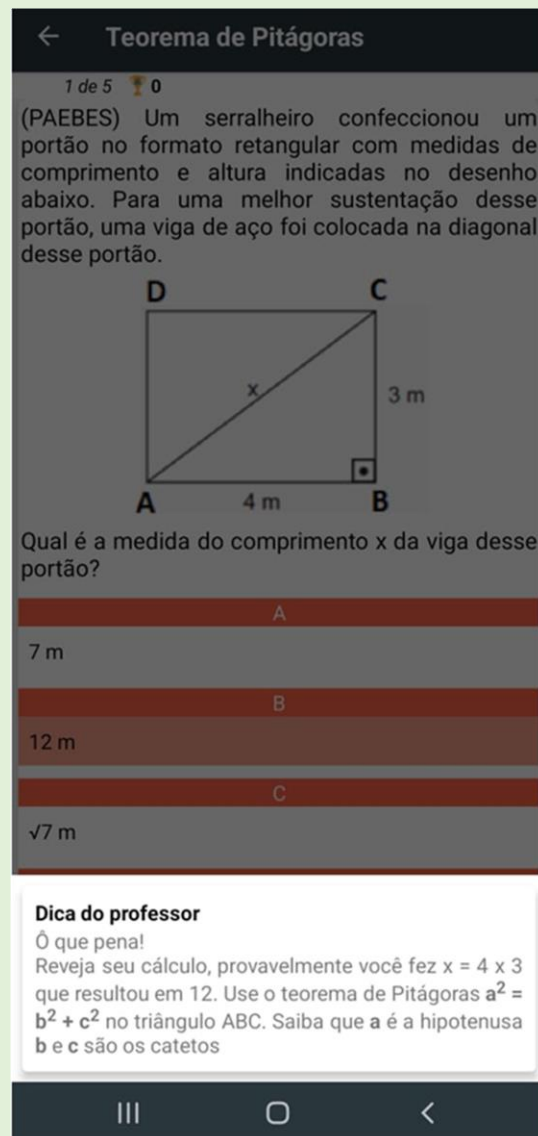 ← Teorema de Pitágoras
1 de 5 🏆 0
(PAEBES) Um serralheiro confeccionou um
portão no formato retangular com medidas de
comprimento e altura indicadas no desenho
abaixo. Para uma melhor sustentação desse
portão, uma viga de aço foi colocada na diagonal
desse portão.
D C
x
3 m
A 4 m B
Qual é a medida do comprimento x da viga desse
portão?
A
7 m
B
12 m
C
√7 m
Dica do professor
Ô que pena!
Reveja seu cálculo, provavelmente você fez x = 4 x 3
que resultou em 12. Use o teorema de Pitágoras a² =
b² + c² no triângulo ABC. Saiba que a é a hipotenusa
b e c são os catetos